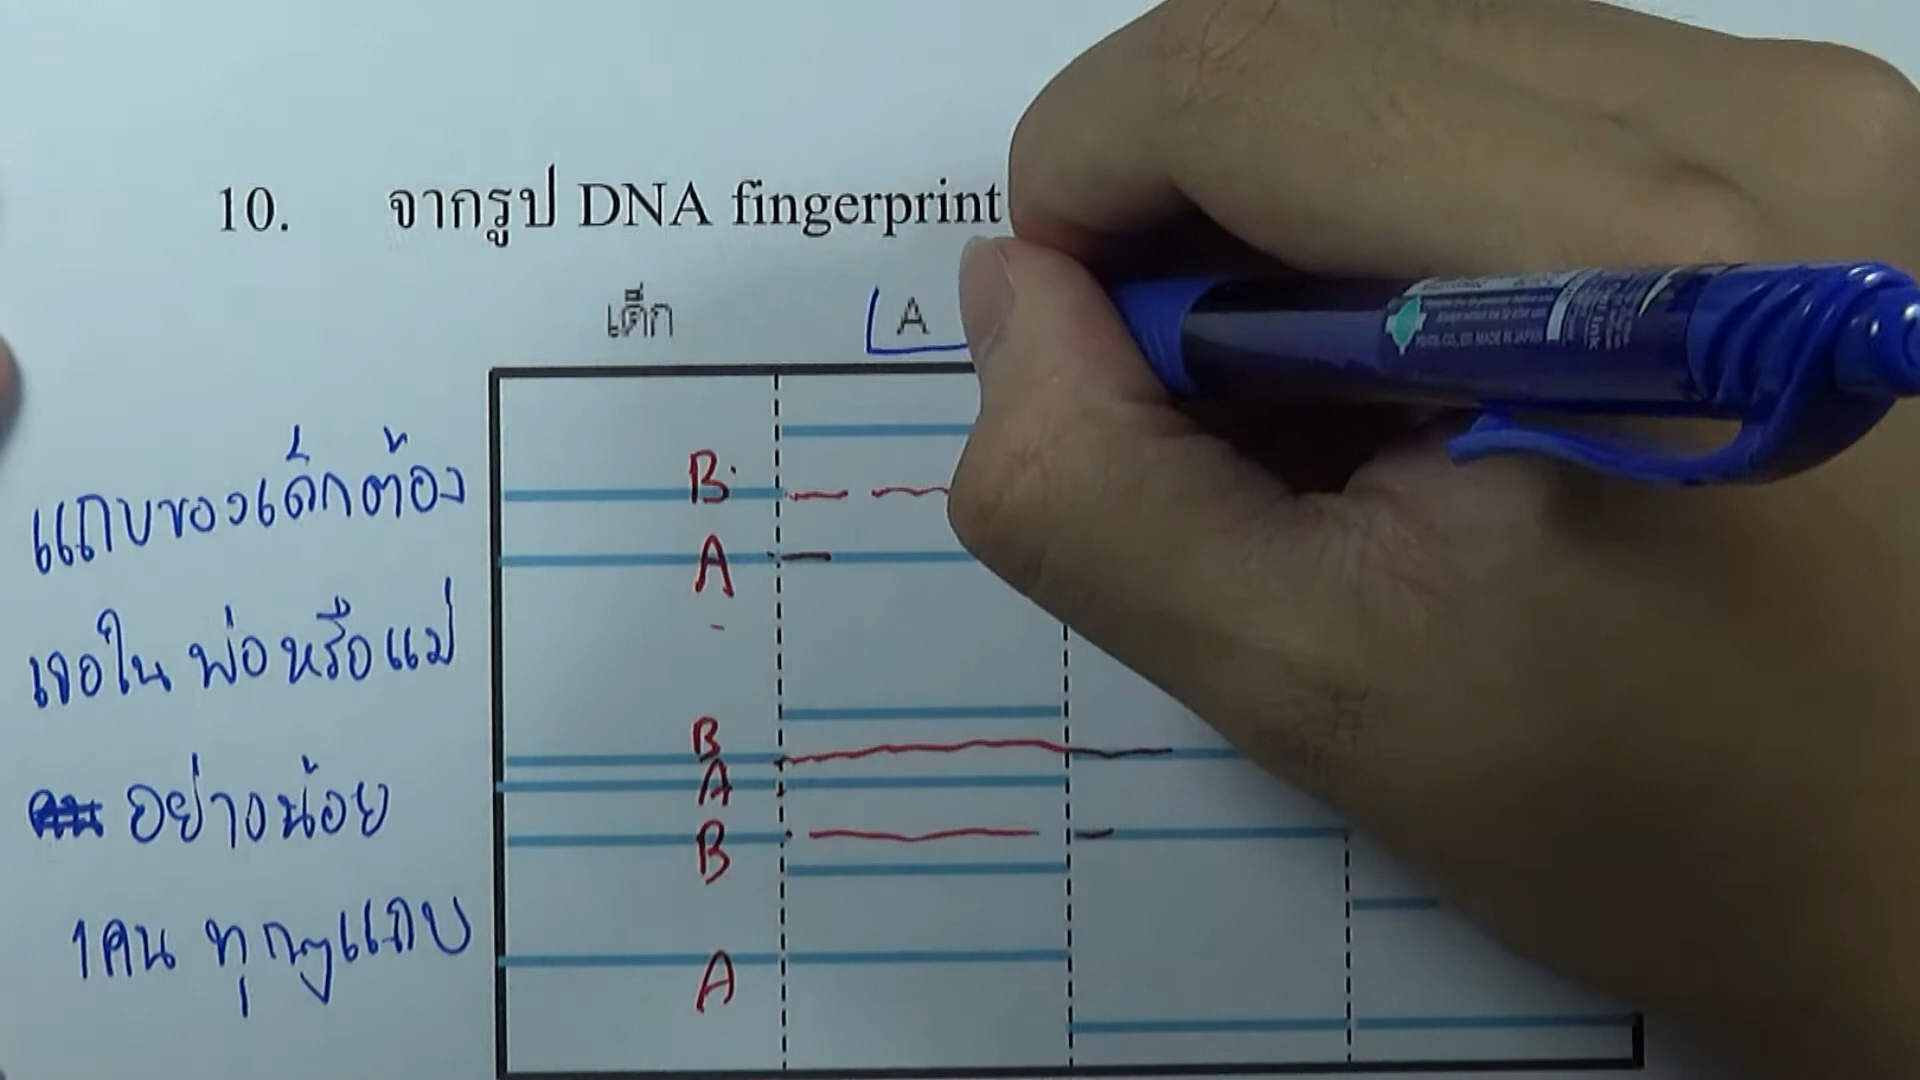 10. จากรูป DNA fingerprint
เด็ก A
แถบของเด็กต้อง
เจอใน พ่อหรือแม่
อย่างน้อย
1คน ทุกๆแถบ
B
A
B
A
B
A